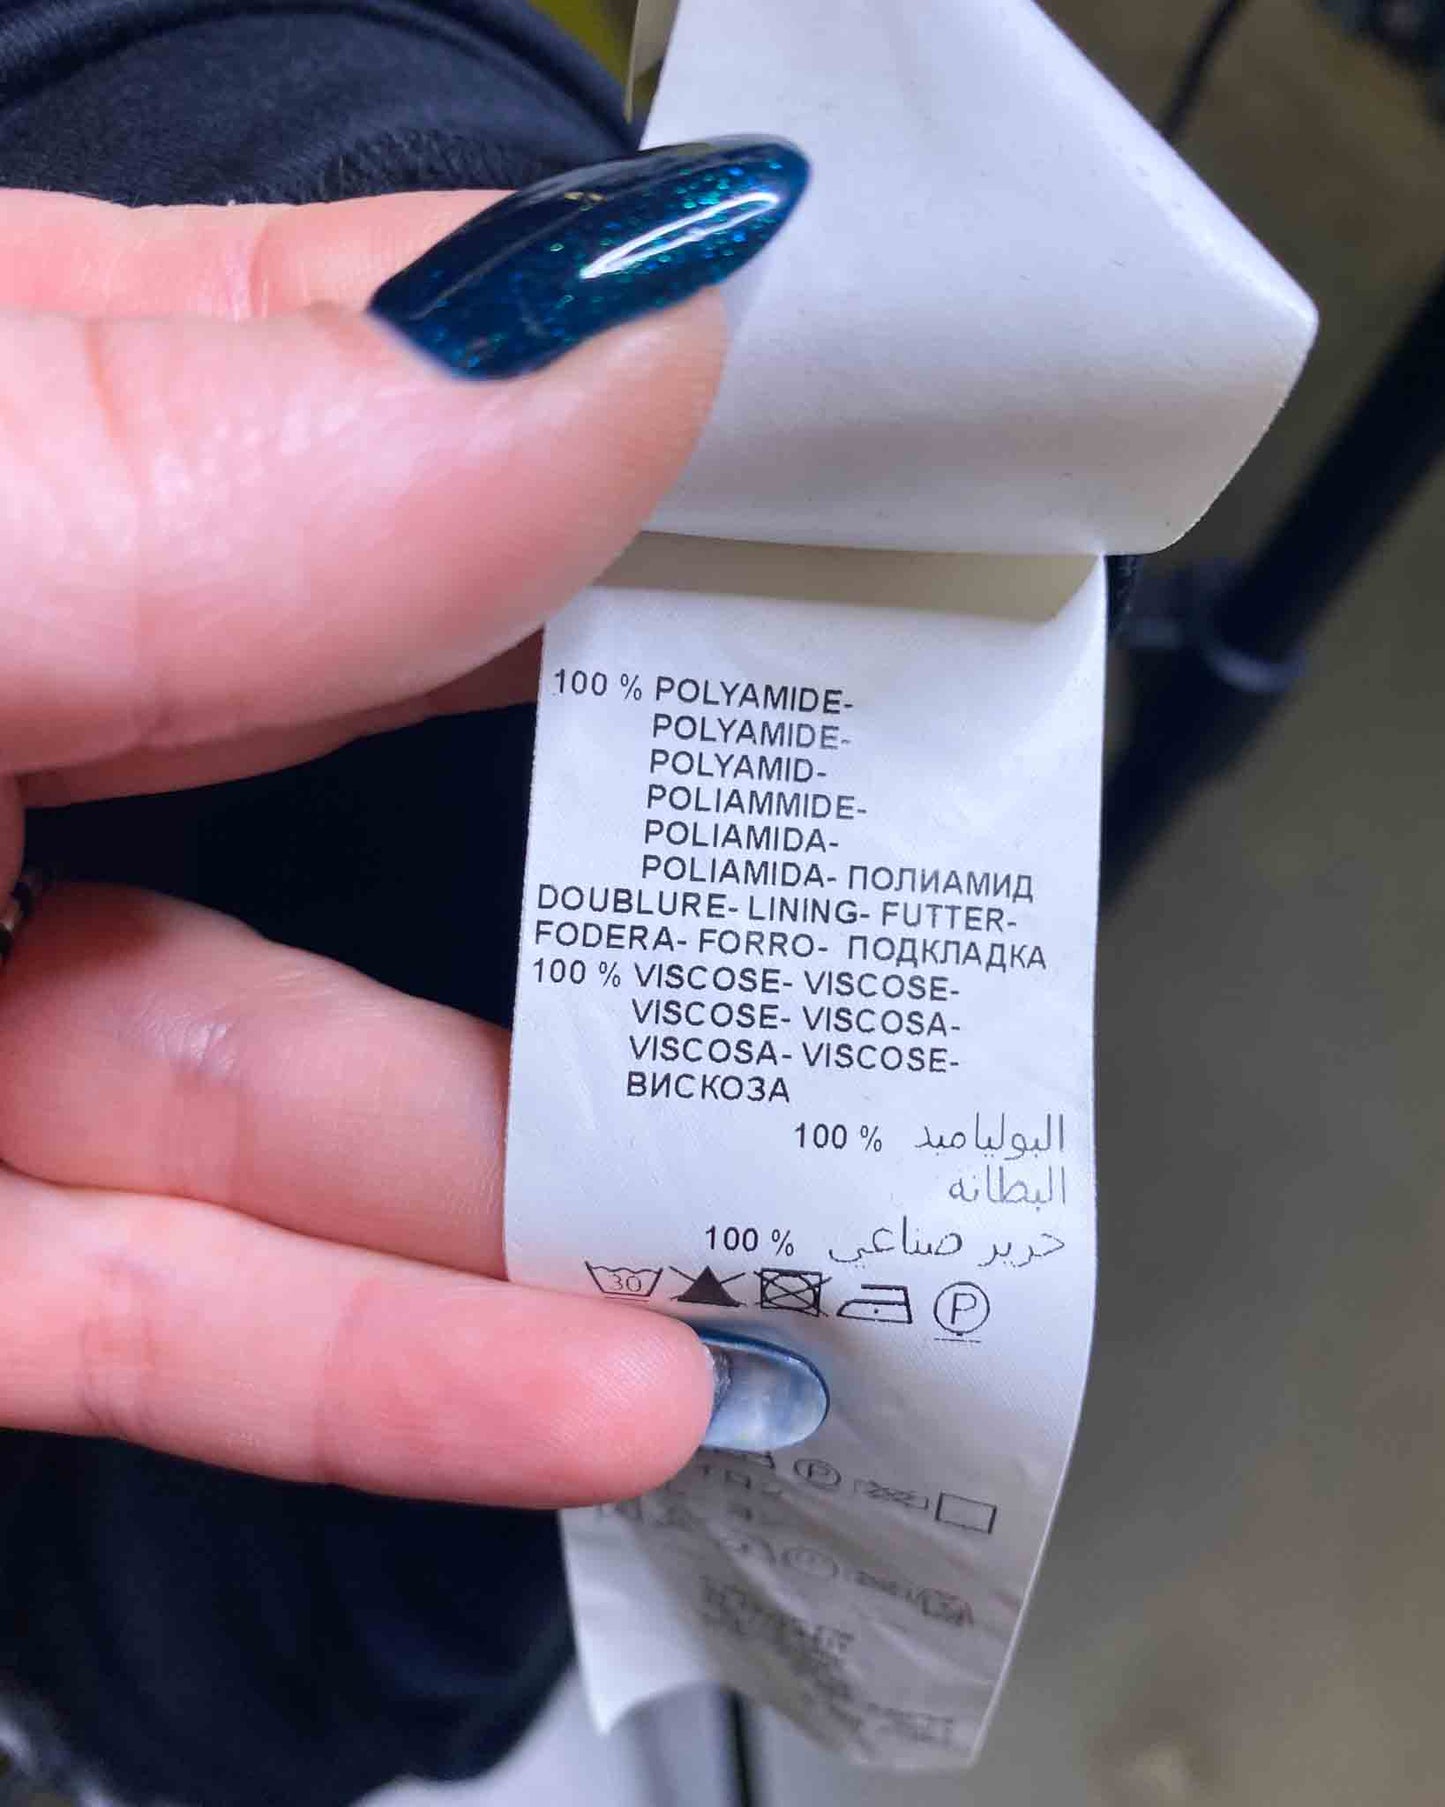 100 % POLYAMIDE-
POLYAMIDE-
POLYAMID-
POLIAMMIDE-
POLIAMIDA-
POLIAMIDA- ПОЛИАМИД
DOUBLURE- LINING- FUTTER-
FODERA- FORRO- ПОДКЛАДКА
100 % VISCOSE- VISCOSE-
VISCOSE- VISCOSA-
VISCOSA- VISCOSE-
ВИСКОЗА
البولياميد 100 %
البطانه
حرير صناعي 100 %
30 P